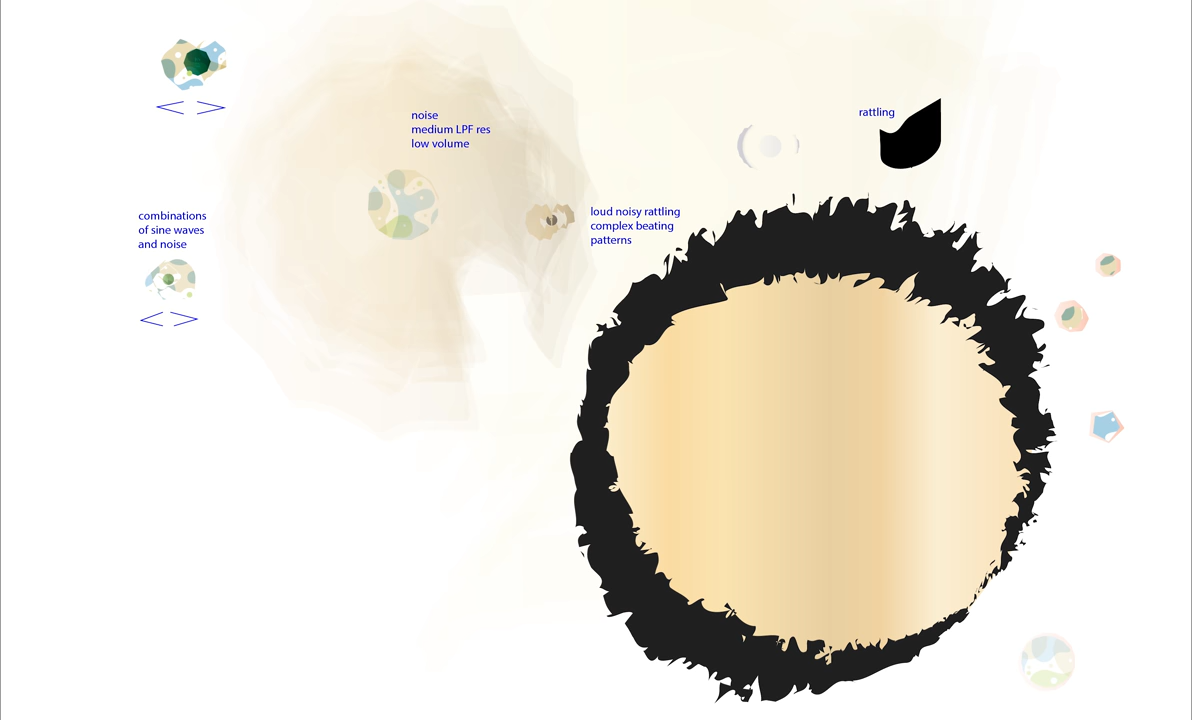 noise
medium LPF res
low volume
rattling
combinations
of sine waves
and noise
loud noisy rattling
complex beating
patterns